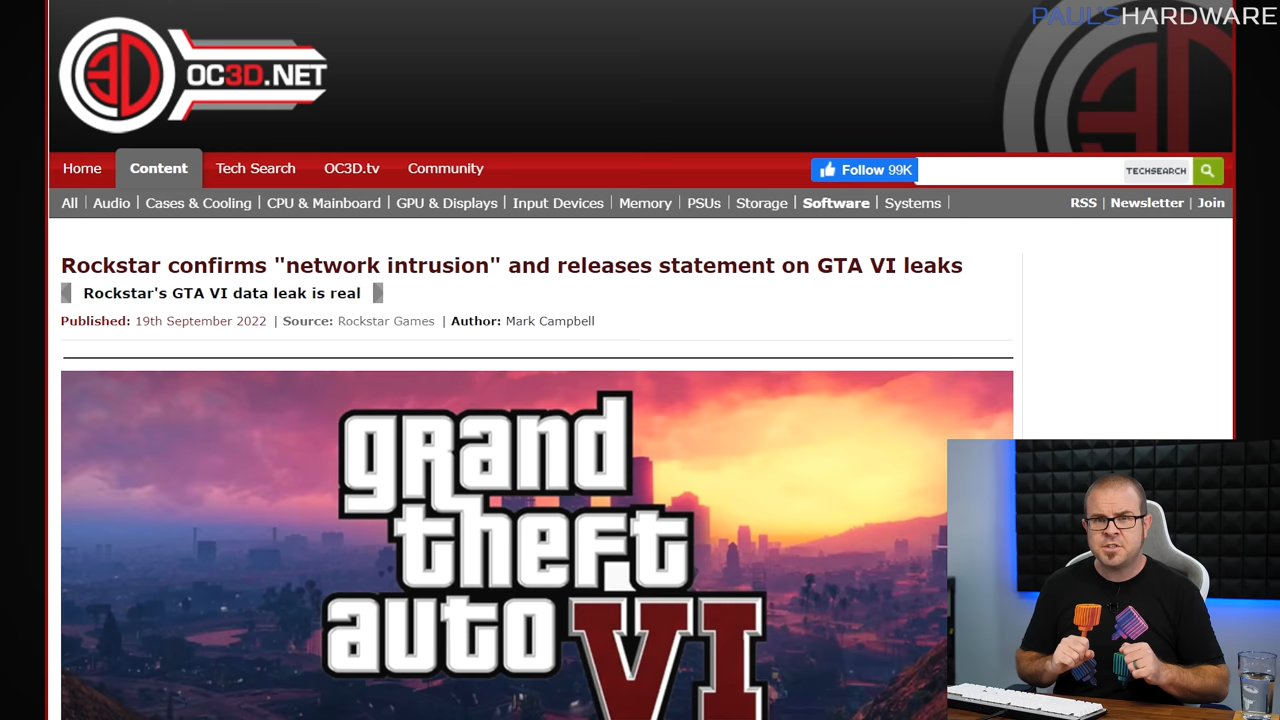 PAUL'SHARDWARE
3D OC3D.NET
Home Content Tech Search OC3D.tv Community Follow 99K TECHSEARCH
All | Audio | Cases & Cooling | CPU & Mainboard | GPU & Displays | Input Devices | Memory | PSUs | Storage | Software | Systems | RSS | Newsletter | Join
Rockstar confirms "network intrusion" and releases statement on GTA VI leaks
Rockstar's GTA VI data leak is real
Published: 19th September 2022 | Source: Rockstar Games | Author: Mark Campbell
grand
theft
auto VI